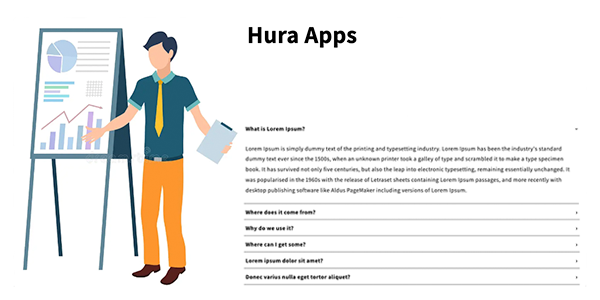 Hura Apps
What is Lorem Ipsum?
Lorem Ipsum is simply dummy text of the printing and typesetting industry. Lorem Ipsum has been the industry's standard
dummy text ever since the 1500s, when an unknown printer took a galley of type and scrambled it to make a type specimen
book. It has survived not only five centuries, but also the leap into electronic typesetting, remaining essentially unchanged. It
was popularised in the 1960s with the release of Letraset sheets containing Lorem Ipsum passages, and more recently with
desktop publishing software like Aldus PageMaker including versions of Lorem Ipsum.
Where does it come from?
Why do we use it?
Where can I get some?
Lorem ipsum dolor sit amet?
Donec varius nulla eget tortor aliquet?